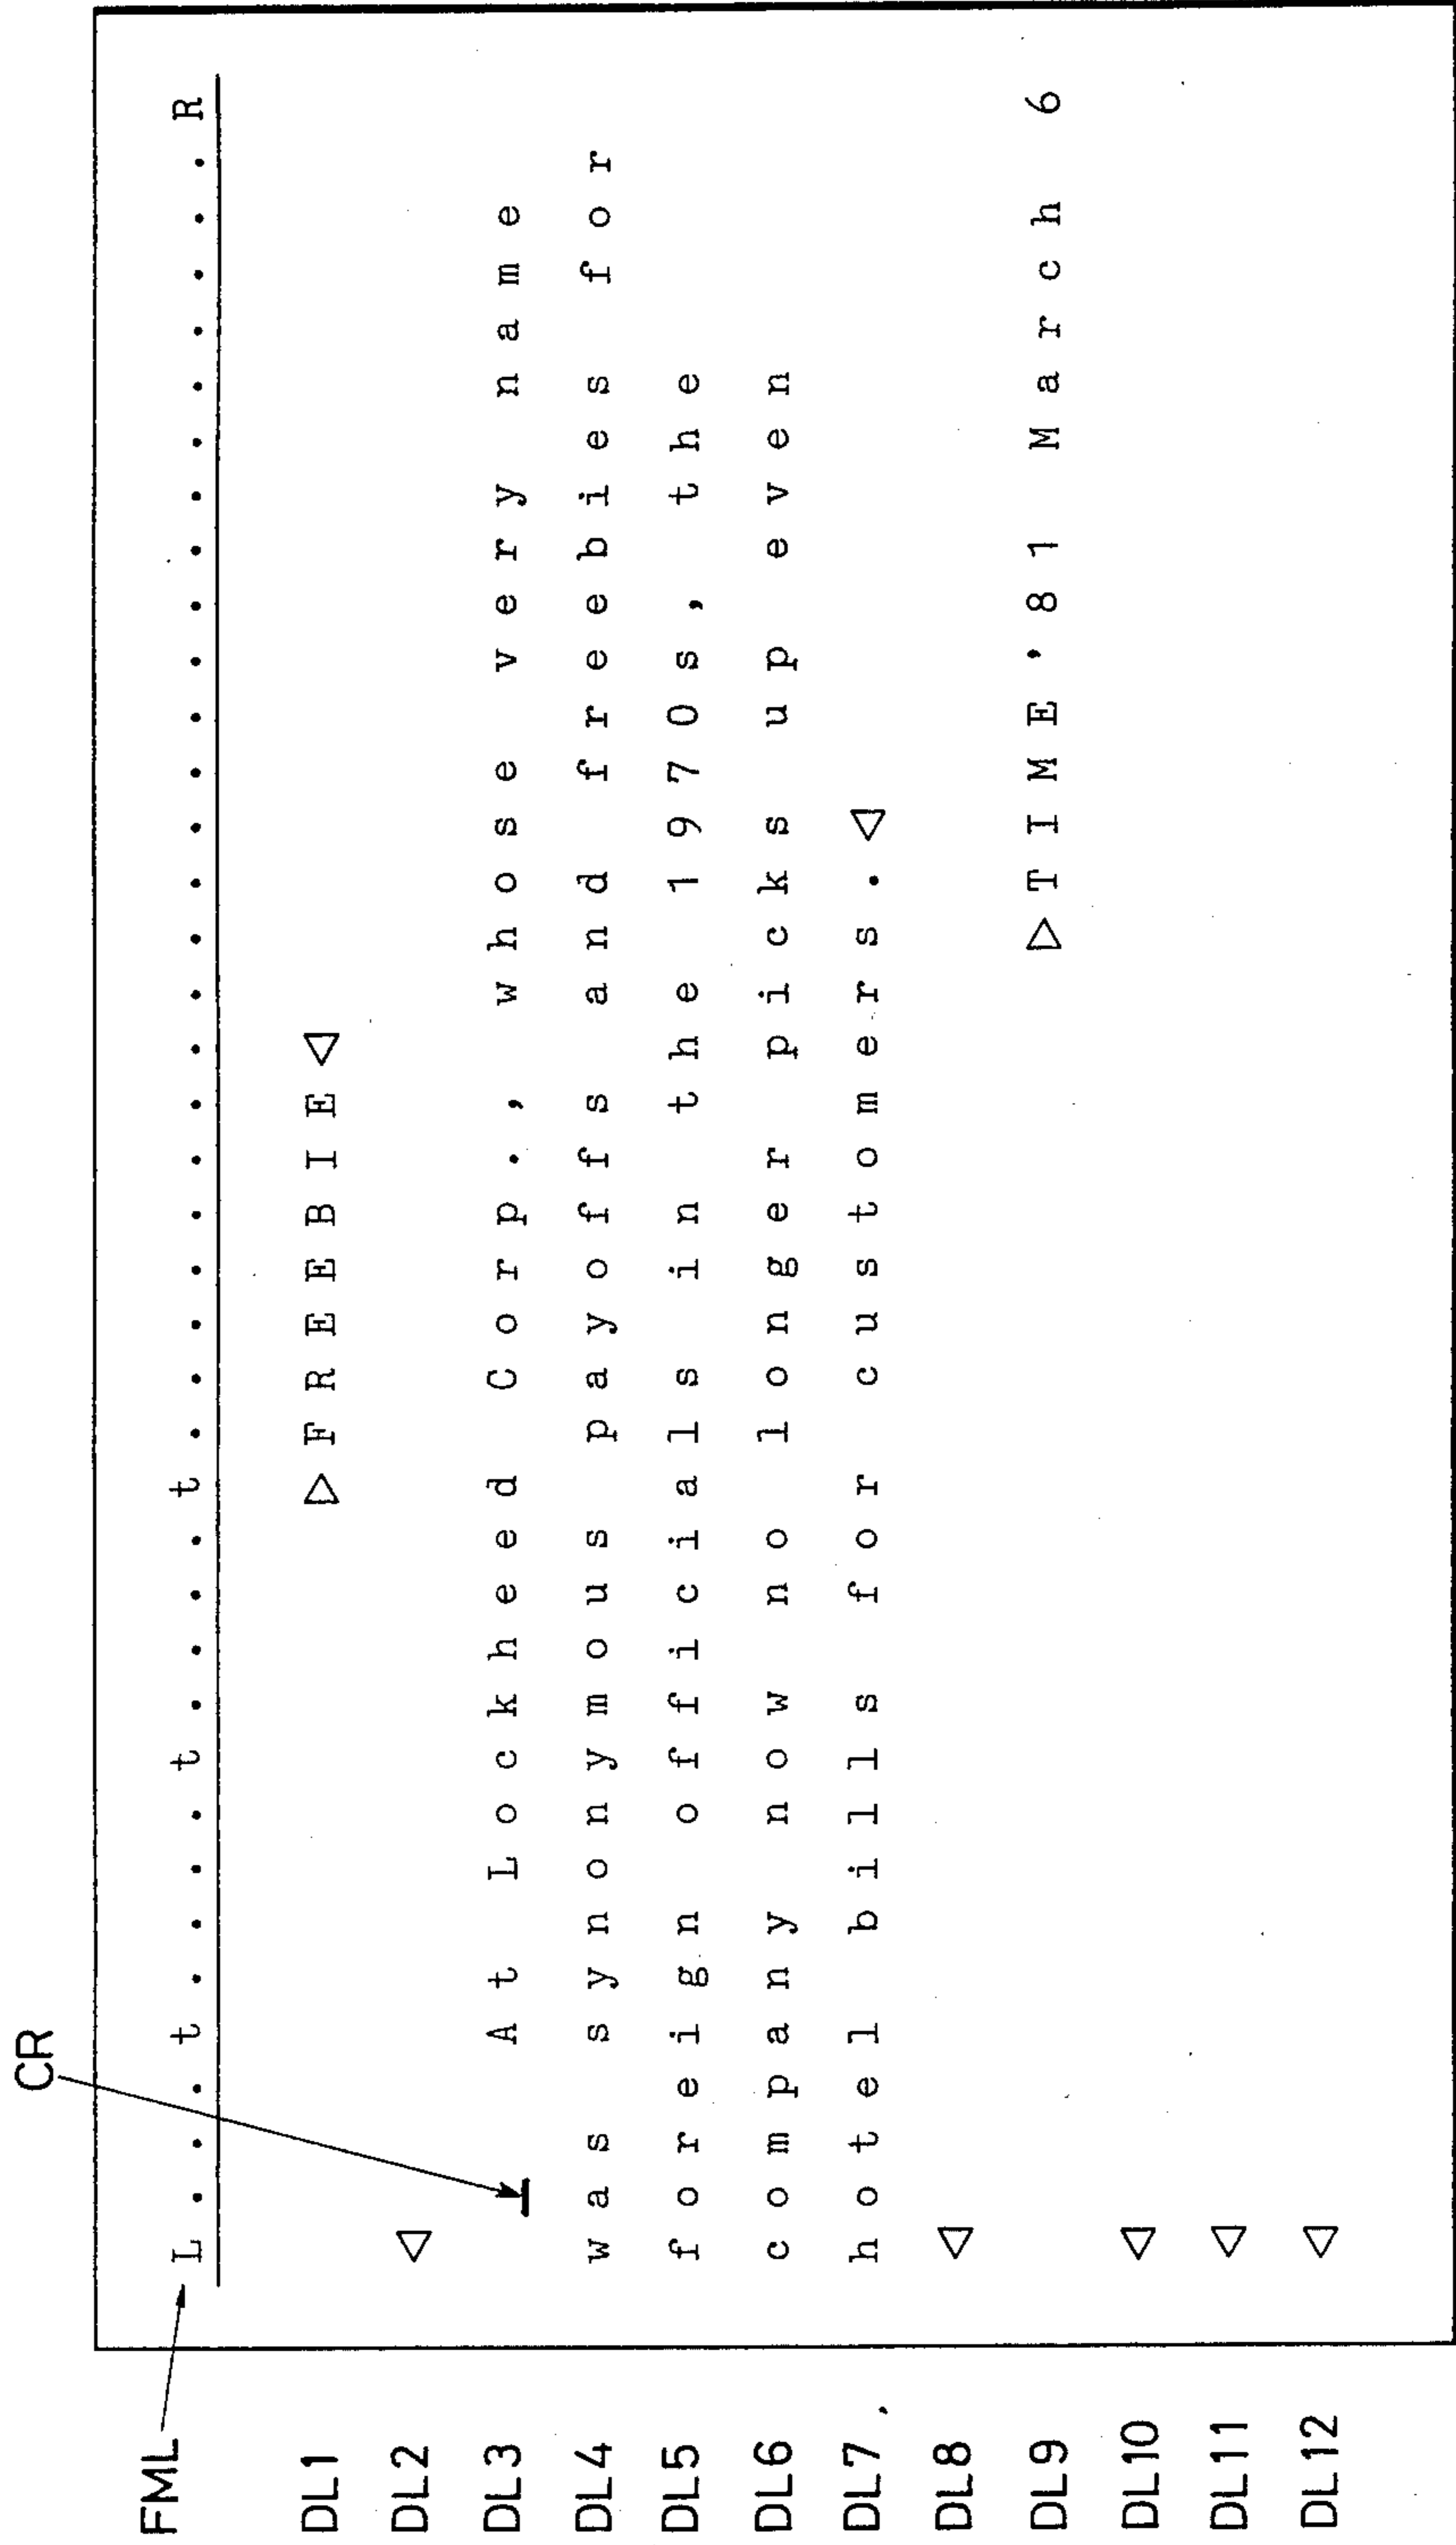 CR
FML L . . . t . . . . t . . . . t . . . . . . . . . . . . . . . . . . . . . . . . R
DL1 ▷FREEBIE◁
DL2 ◁
DL3 At Lockheed Corp., whose very name
DL4 was synonymous payoffs and freebies for
DL5 foreign officials in the 1970s, the
DL6 company now no longer picks up even
DL7 hotel bills for customers.◁
DL8 ◁
DL9 ▷TIME'81 March 6
DL10 ◁
DL11 ◁
DL12 ◁